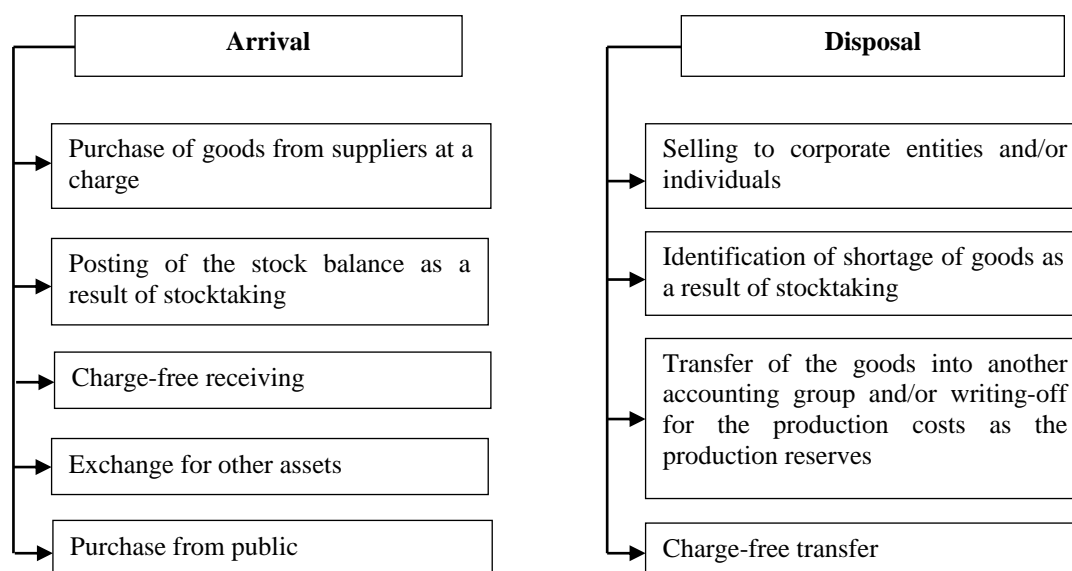 Arrival
Purchase of goods from suppliers at a
charge
Posting of the stock balance as a
result of stocktaking
Charge-free receiving
Exchange for other assets
Purchase from public
Disposal
Selling to corporate entities and/or
individuals
Identification of shortage of goods as
a result of stocktaking
Transfer of the goods into another
accounting group and/or writing-off
for the production costs as the
production reserves
Charge-free transfer